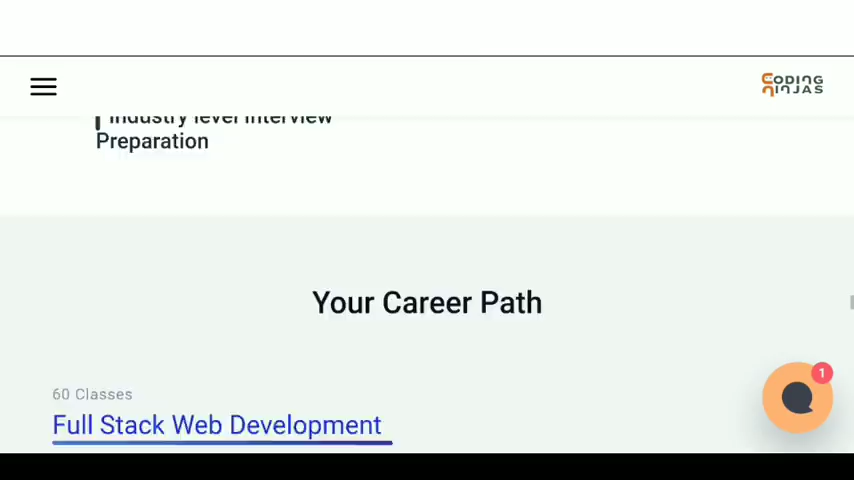 CODING
NINJAS
Industry level Interview
Preparation
Your Career Path
60 Classes
1
Full Stack Web Development